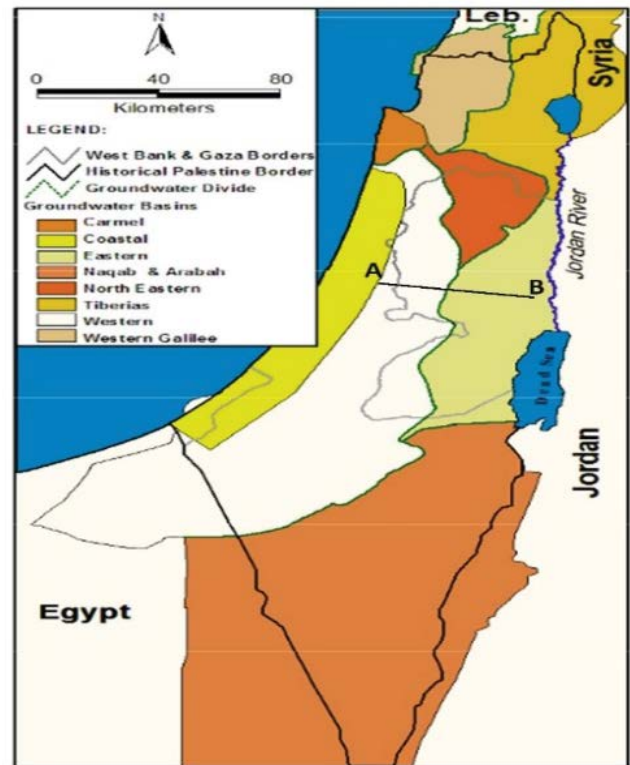 Leb.
N
0 40 80
Kilometers
Syria
LEGEND:
West Bank & Gaza Borders
Historical Palestine Border
Groundwater Divide
Groundwater Basins
Carmel
Coastal
Eastern
Naqab & Arabah
North Eastern
Tiberias
Western
Western Galilee
Jordan River
A
B
Dead Sea
Jordan
Egypt